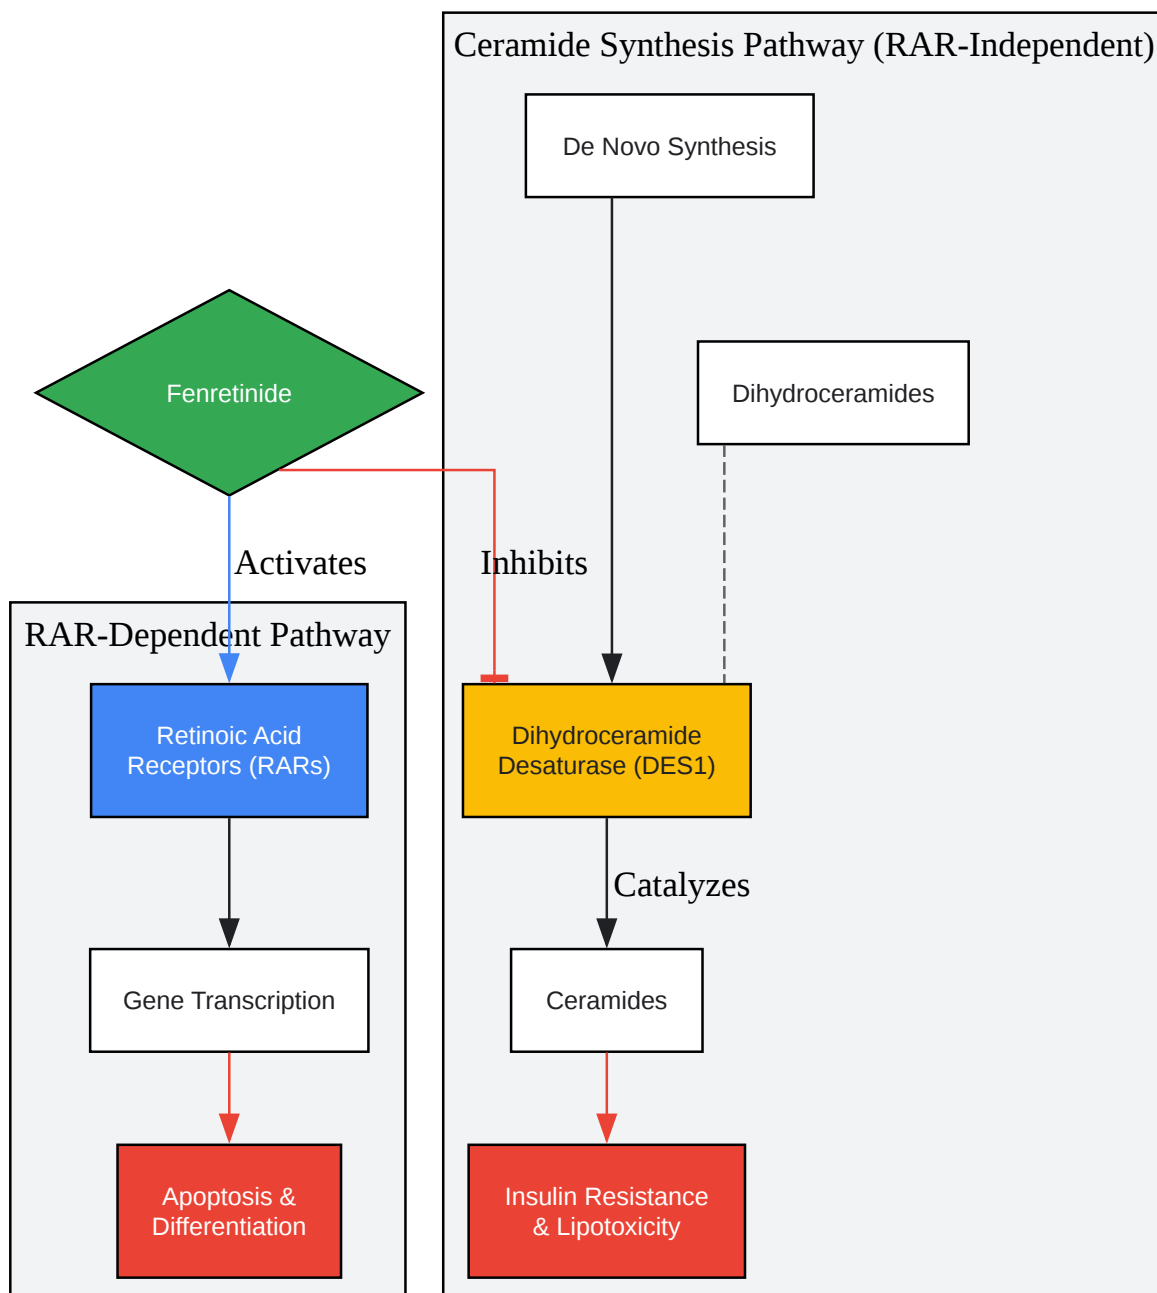 Ceramide Synthesis Pathway (RAR-Independent)
De Novo Synthesis
Fenretinide
Dihydroceramides
Activates
Inhibits
RAR-Dependent Pathway
Retinoic Acid
Receptors (RARs)
Dihydroceramide
Desaturase (DES1)
Catalyzes
Gene Transcription
Ceramides
Apoptosis &
Differentiation
Insulin Resistance
& Lipotoxicity